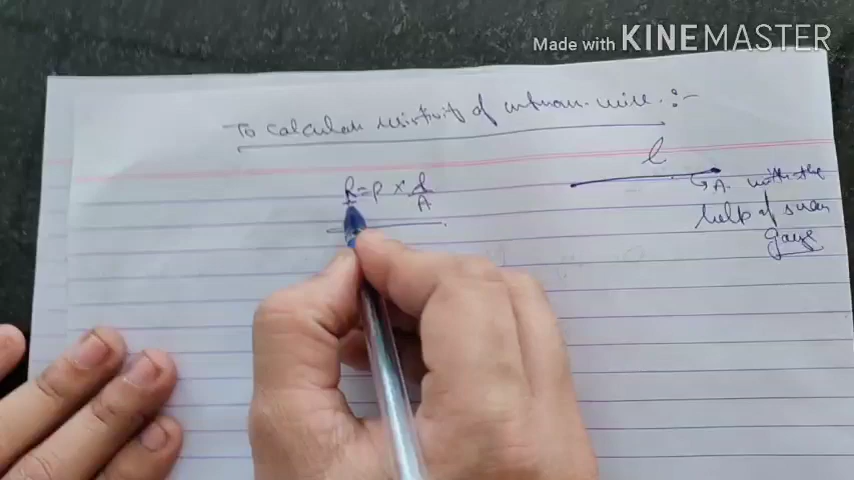 Made with KINEMASTER
To calculate resistivity of unknown wire :-
R = ρ × l/A
l
A. with the
help of screw
gauge